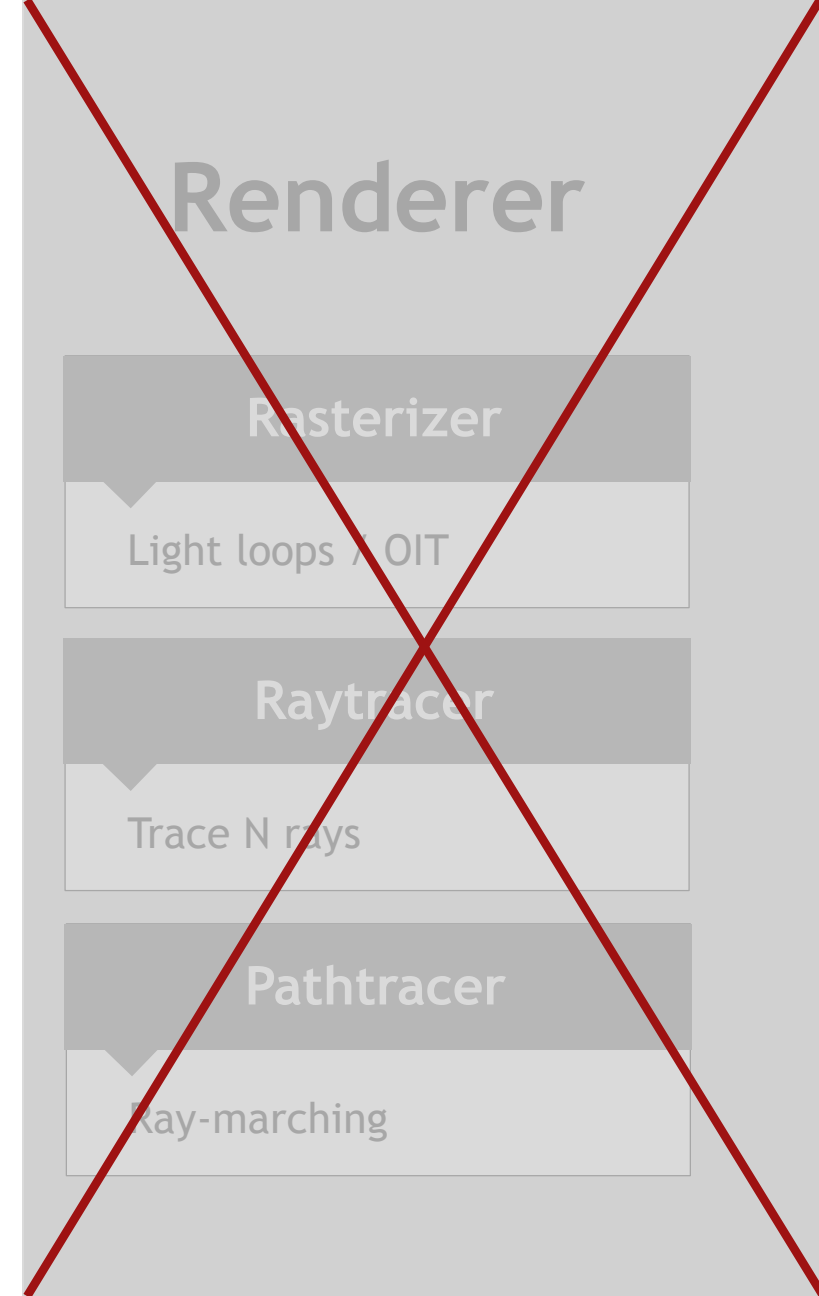 Renderer
Rasterizer
Light loops / OIT
Raytracer
Trace N rays
Pathtracer
Ray-marching